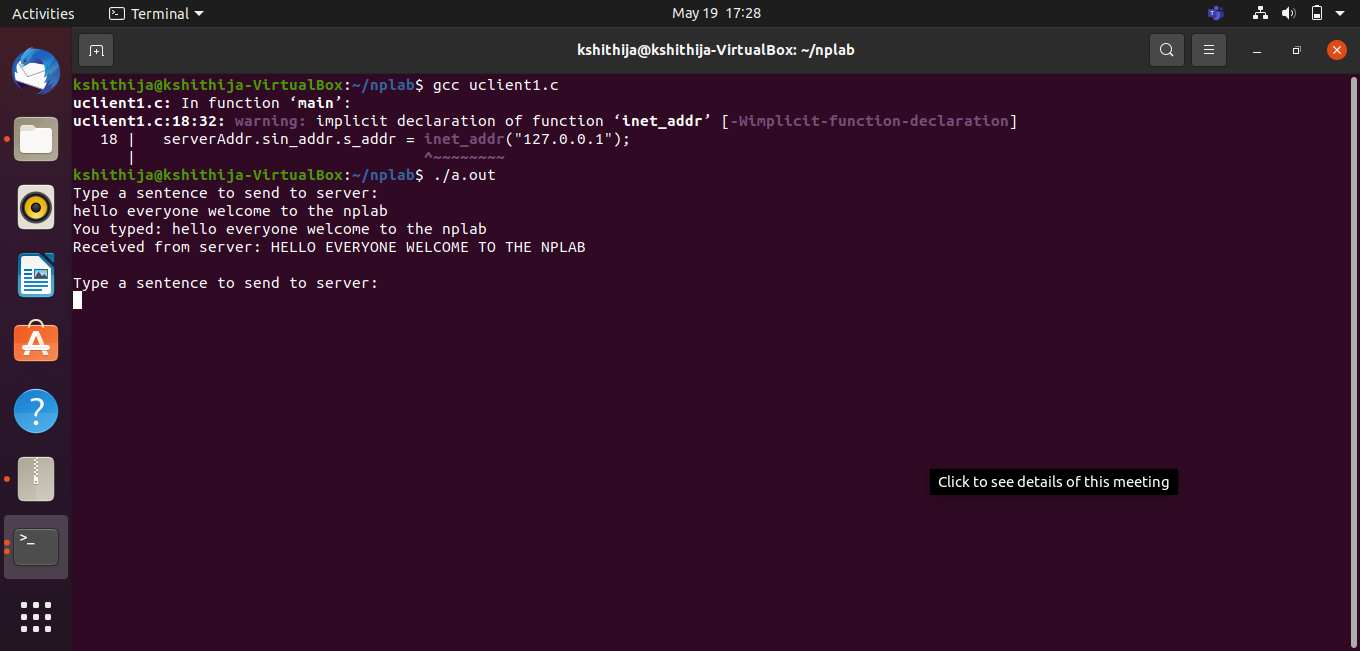 Activities
Terminal
May 19 17:28
kshithija@kshithija-VirtualBox: ~/nplab
kshithija@kshithija-VirtualBox:~/nplab$ gcc uclient1.c
uclient1.c: In function ‘main’:
uclient1.c:18:32: warning: implicit declaration of function ‘inet_addr’ [-Wimplicit-function-declaration]
18 |   serverAddr.sin_addr.s_addr = inet_addr("127.0.0.1");
|                                ^~~~~~~~~
kshithija@kshithija-VirtualBox:~/nplab$ ./a.out
Type a sentence to send to server:
hello everyone welcome to the nplab
You typed: hello everyone welcome to the nplab
Received from server: HELLO EVERYONE WELCOME TO THE NPLAB
Type a sentence to send to server:
Click to see details of this meeting